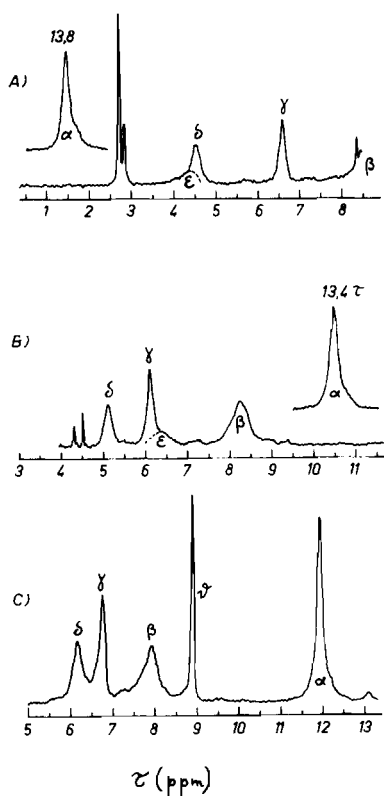 13,8
A)
α
δ
γ
ε
β
1 2 3 4 5 6 7 8
13,4 τ
B)
γ
δ
α
ε
β
3 4 5 6 7 8 9 10 11
C)
γ
δ
β
ϑ
α
5 6 7 8 9 10 11 12 13
τ (ppm)